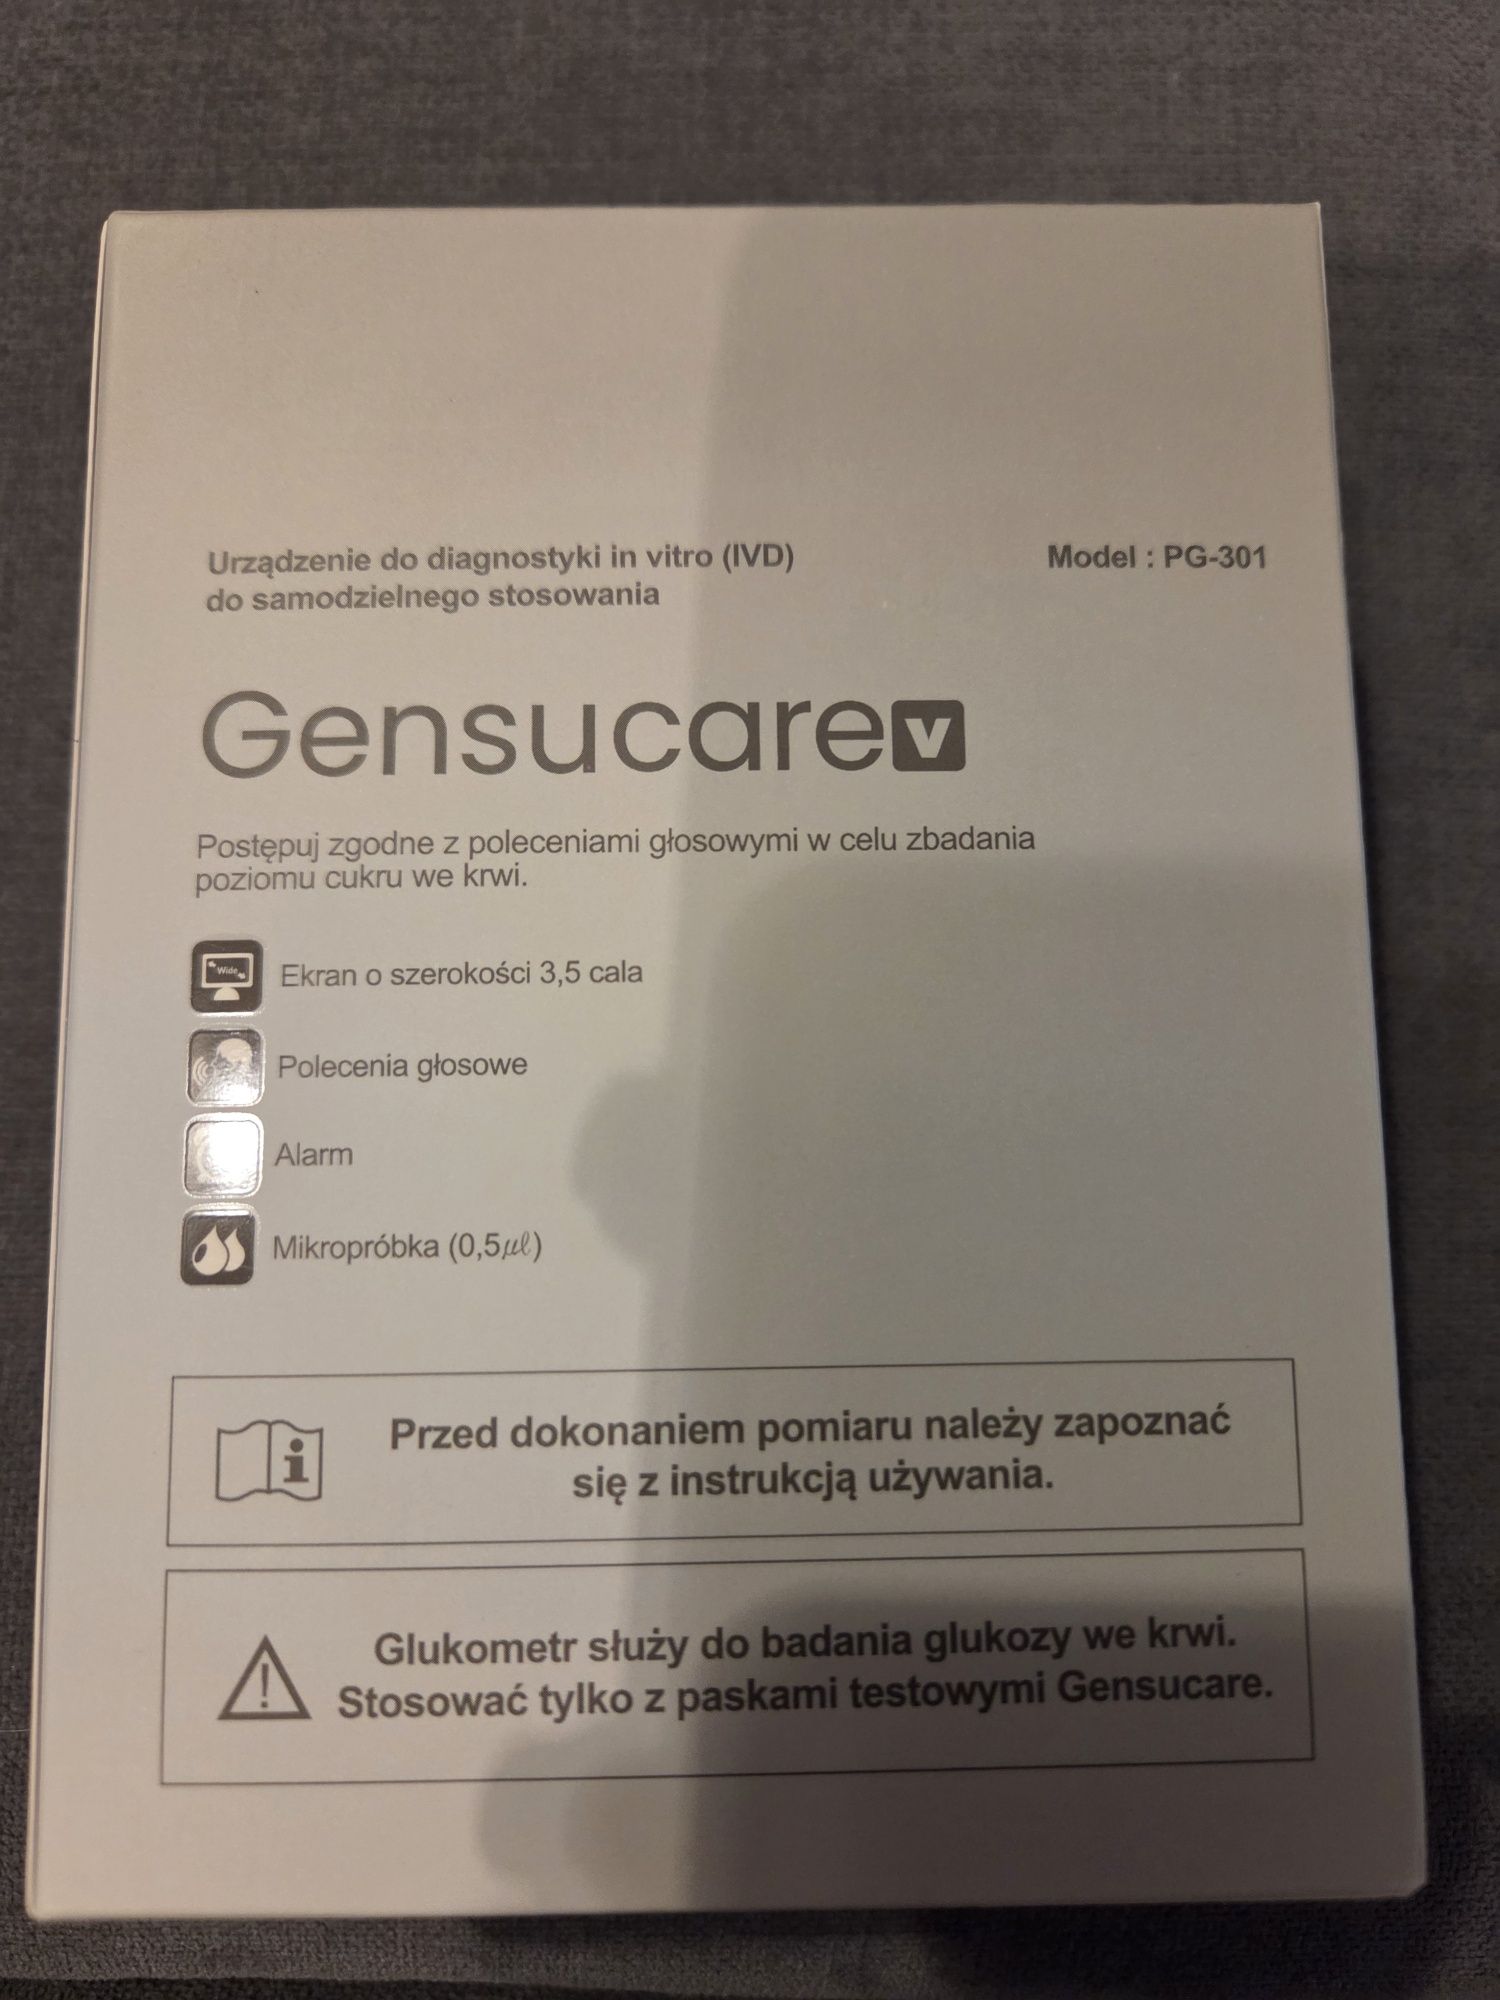 Urządzenie do diagnostyki in vitro (IVD)
do samodzielnego stosowania
Model : PG-301
Gensucare V
Postępuj zgodne z poleceniami głosowymi w celu zbadania
poziomu cukru we krwi.
Wide
Ekran o szerokości 3,5 cala
Polecenia głosowe
Alarm
Mikropróbka (0,5㎕)
i
Przed dokonaniem pomiaru należy zapoznać
się z instrukcją używania.
!
Glukometr służy do badania glukozy we krwi.
Stosować tylko z paskami testowymi Gensucare.